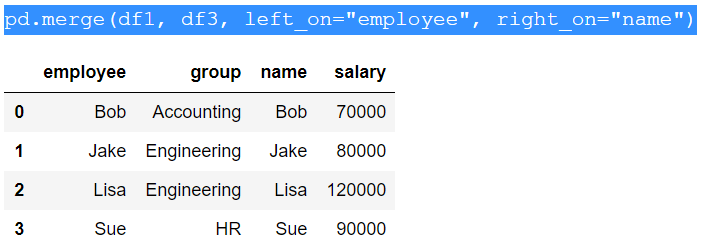 pd.merge(df1, df3, left_on="employee", right_on="name")
employee group name salary
0 Bob Accounting Bob 70000
1 Jake Engineering Jake 80000
2 Lisa Engineering Lisa 120000
3 Sue HR Sue 90000